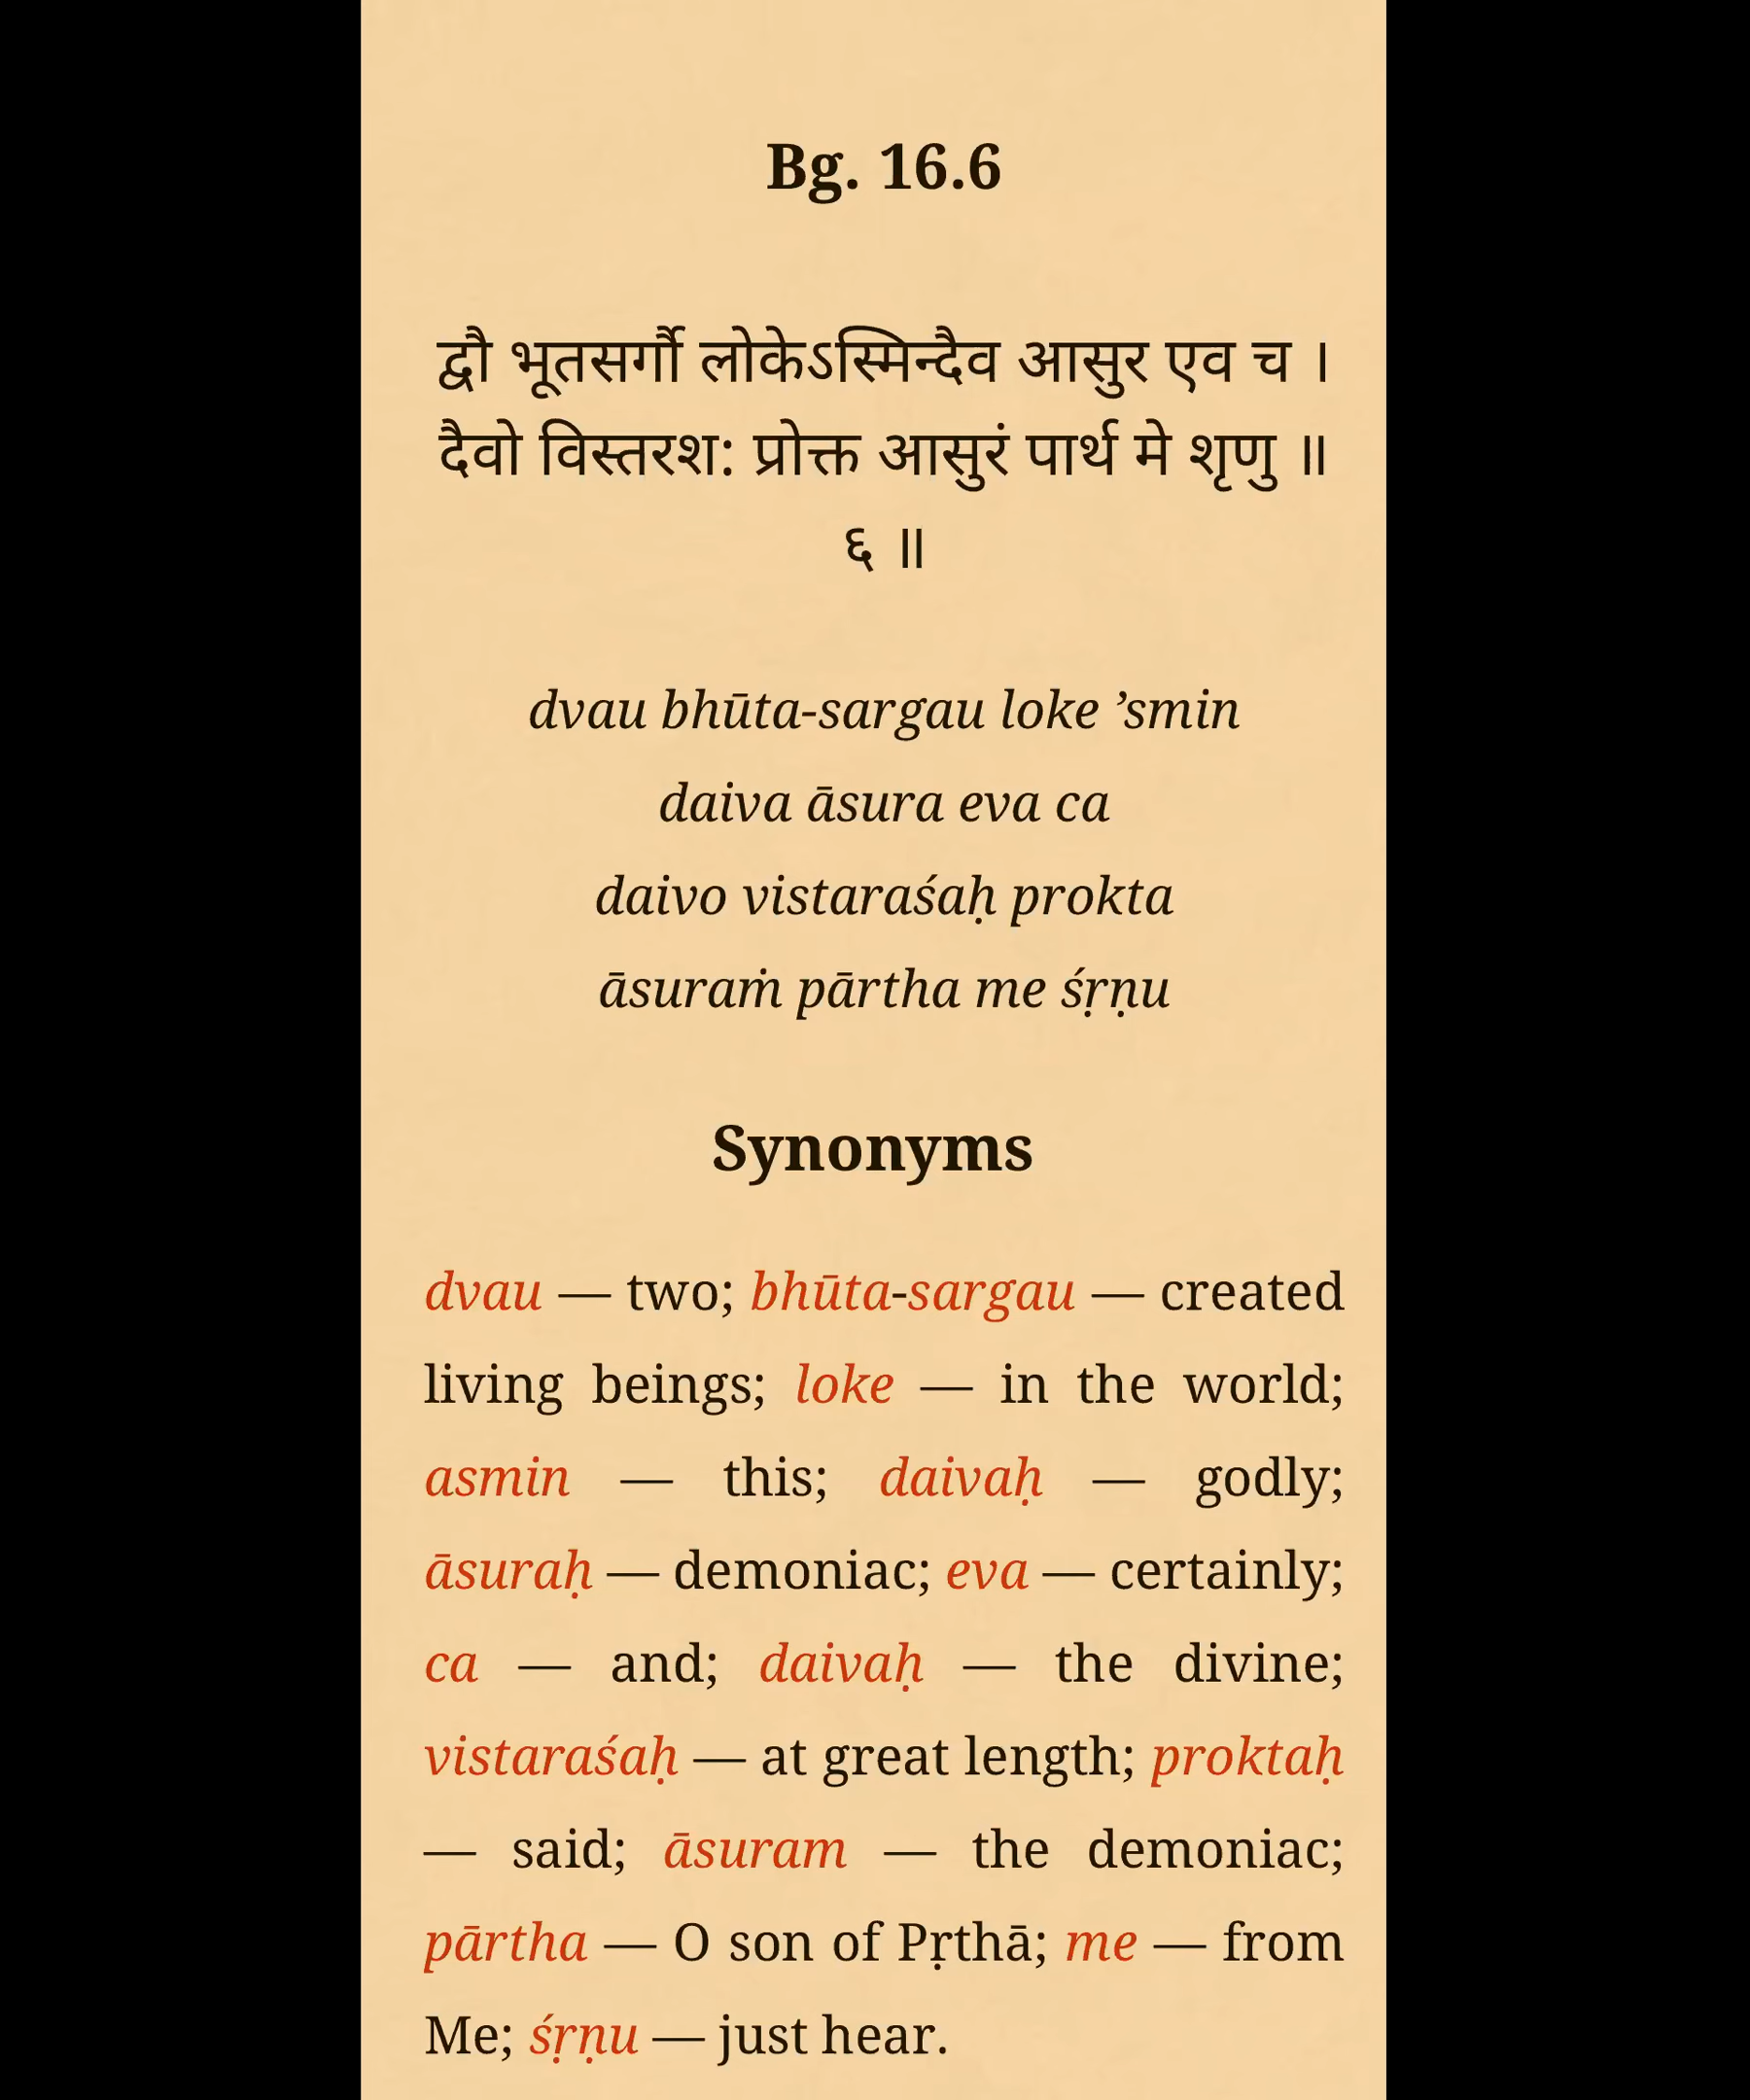 Bg. 16.6
द्वौ भूतसर्गौ लोकेऽस्मिन्दैव आसुर एव च ।
दैवो विस्तरश: प्रोक्त आसुरं पार्थ मे शृणु ॥
६ ॥
dvau bhūta-sargau loke ’smin
daiva āsura eva ca
daivo vistaraśaḥ prokta
āsuraṁ pārtha me śṛṇu
Synonyms
dvau — two; bhūta-sargau — created
living beings; loke — in the world;
asmin — this; daivaḥ — godly;
āsuraḥ — demoniac; eva — certainly;
ca — and; daivaḥ — the divine;
vistaraśaḥ — at great length; proktaḥ
— said; āsuram — the demoniac;
pārtha — O son of Pṛthā; me — from
Me; śṛṇu — just hear.